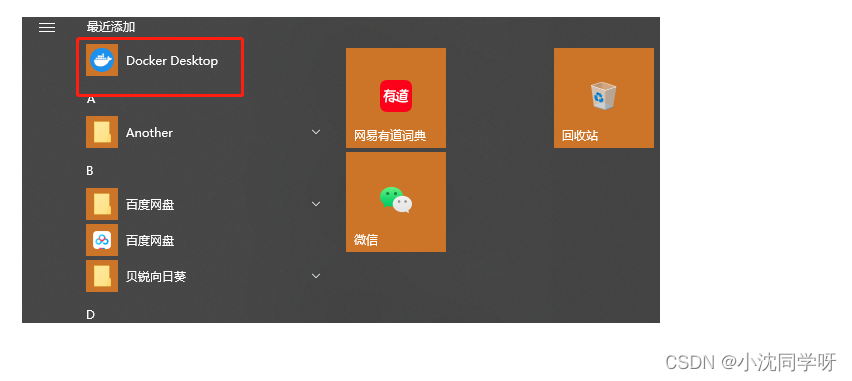 最近添加
Docker Desktop
A
Another
B
百度网盘
百度网盘
贝锐向日葵
D
有道
网易有道词典
微信
回收站
CSDN @小沈同学呀